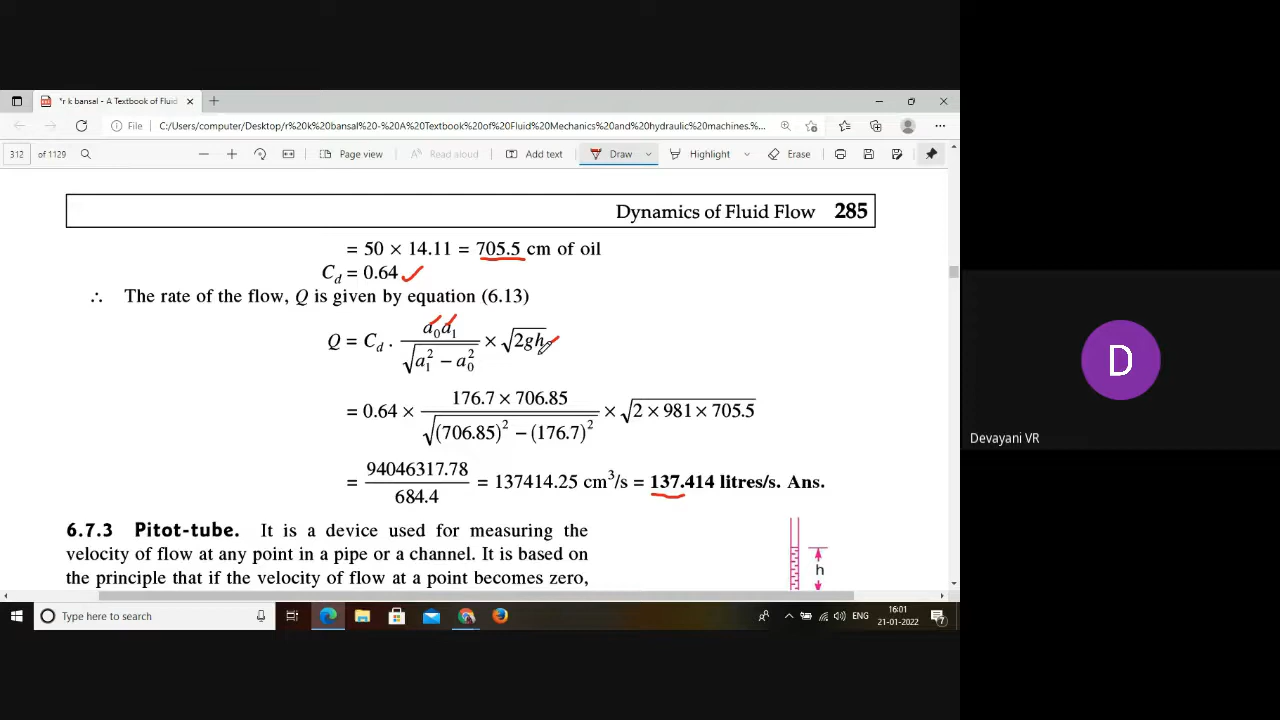 *r k bansal - A Textbook of Fluid
File
C:/Users/computer/Desktop/r%20k%20bansal%20-%20A%20Textbook%20of%20Fluid%20Mechanics%20and%20hydraulic%20machines.%...
312 of 1129
Page view
Read aloud
Add text
Draw
Highlight
Erase
Dynamics of Fluid Flow 285
= 50 × 14.11 = 705.5 cm of oil
C_d = 0.64
∴ The rate of the flow, Q is given by equation (6.13)
Q = C_d . a₀a₁ / √(a₁² − a₀²) × √2gh
= 0.64 × 176.7 × 706.85 / √((706.85)² − (176.7)²) × √(2 × 981 × 705.5)
= 94046317.78 / 684.4 = 137414.25 cm³/s = 137.414 litres/s. Ans.
6.7.3 Pitot-tube. It is a device used for measuring the
velocity of flow at any point in a pipe or a channel. It is based on
the principle that if the velocity of flow at a point becomes zero,
h
Type here to search
ENG
16:01
21-01-2022
D
Devayani VR